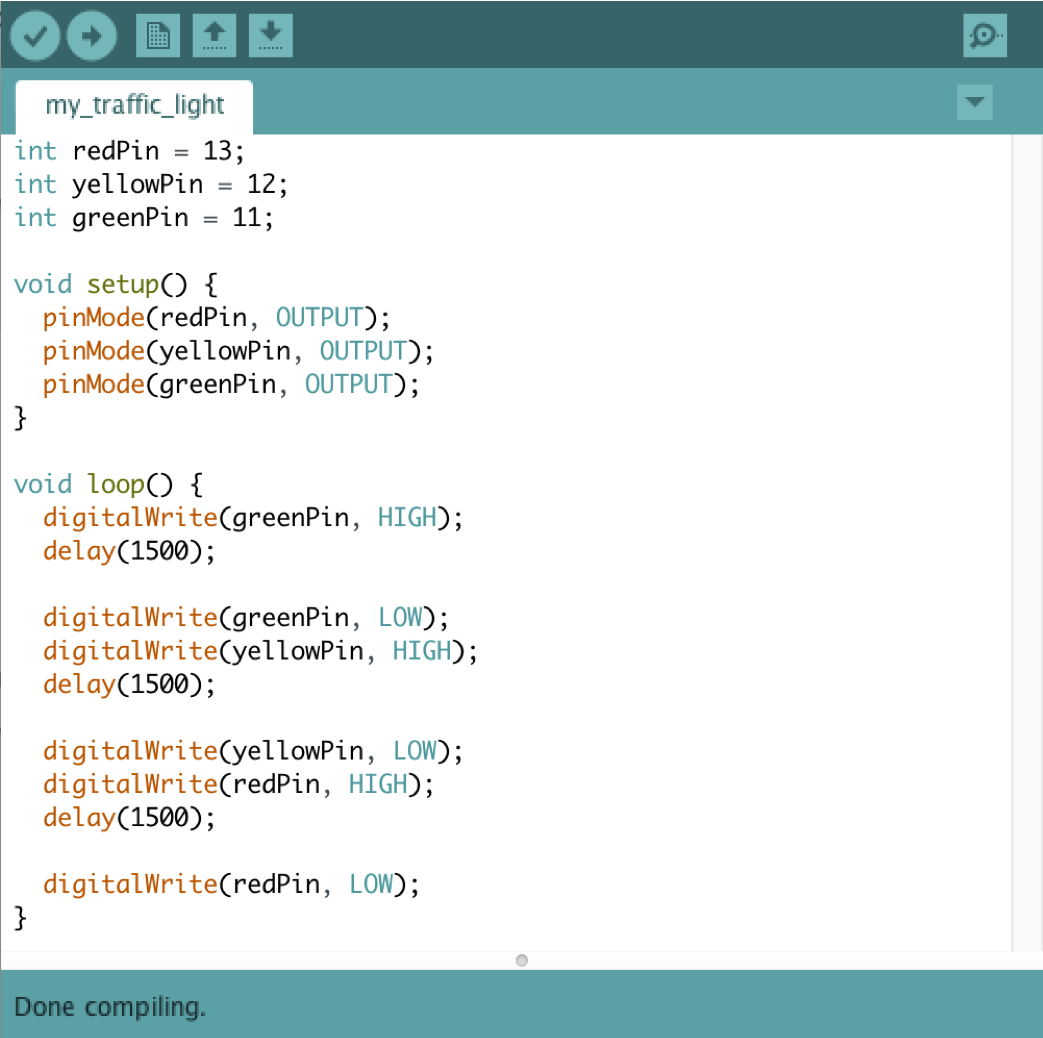 my_traffic_light
int redPin = 13;
int yellowPin = 12;
int greenPin = 11;

void setup() {
  pinMode(redPin, OUTPUT);
  pinMode(yellowPin, OUTPUT);
  pinMode(greenPin, OUTPUT);
}

void loop() {
  digitalWrite(greenPin, HIGH);
  delay(1500);

  digitalWrite(greenPin, LOW);
  digitalWrite(yellowPin, HIGH);
  delay(1500);

  digitalWrite(yellowPin, LOW);
  digitalWrite(redPin, HIGH);
  delay(1500);

  digitalWrite(redPin, LOW);
}
Done compiling.